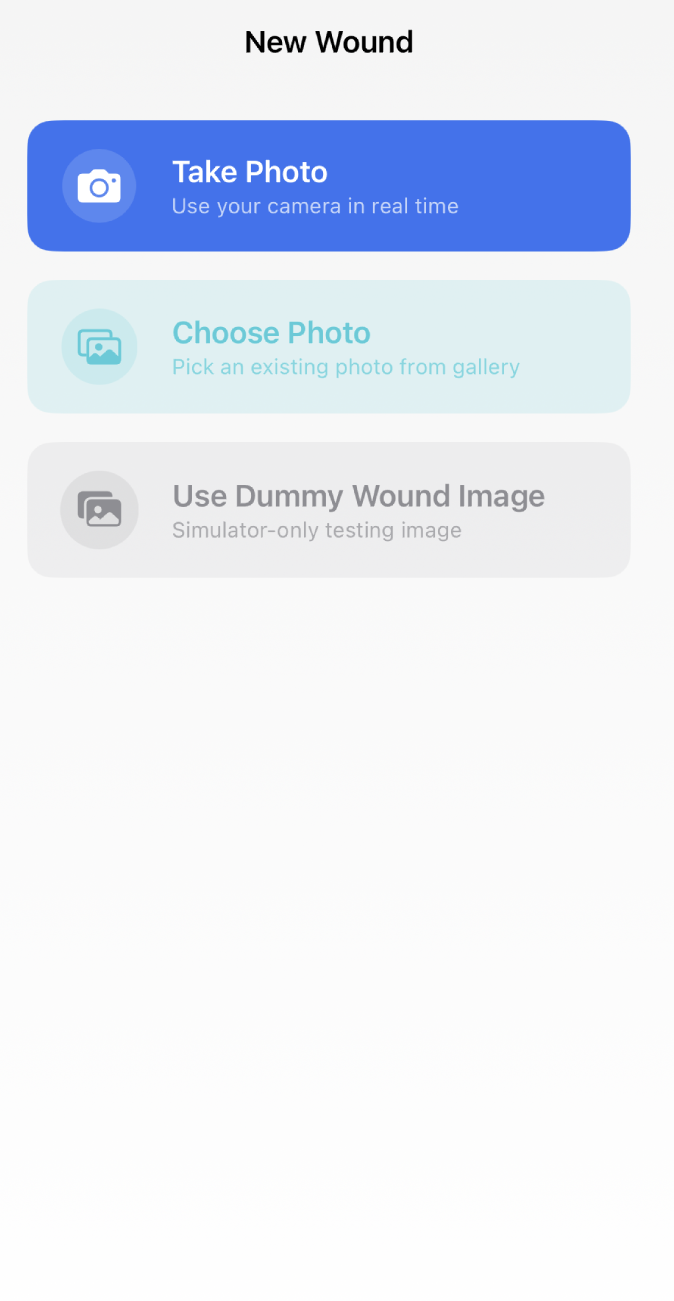 New Wound
Take Photo
Use your camera in real time
Choose Photo
Pick an existing photo from gallery
Use Dummy Wound Image
Simulator-only testing image